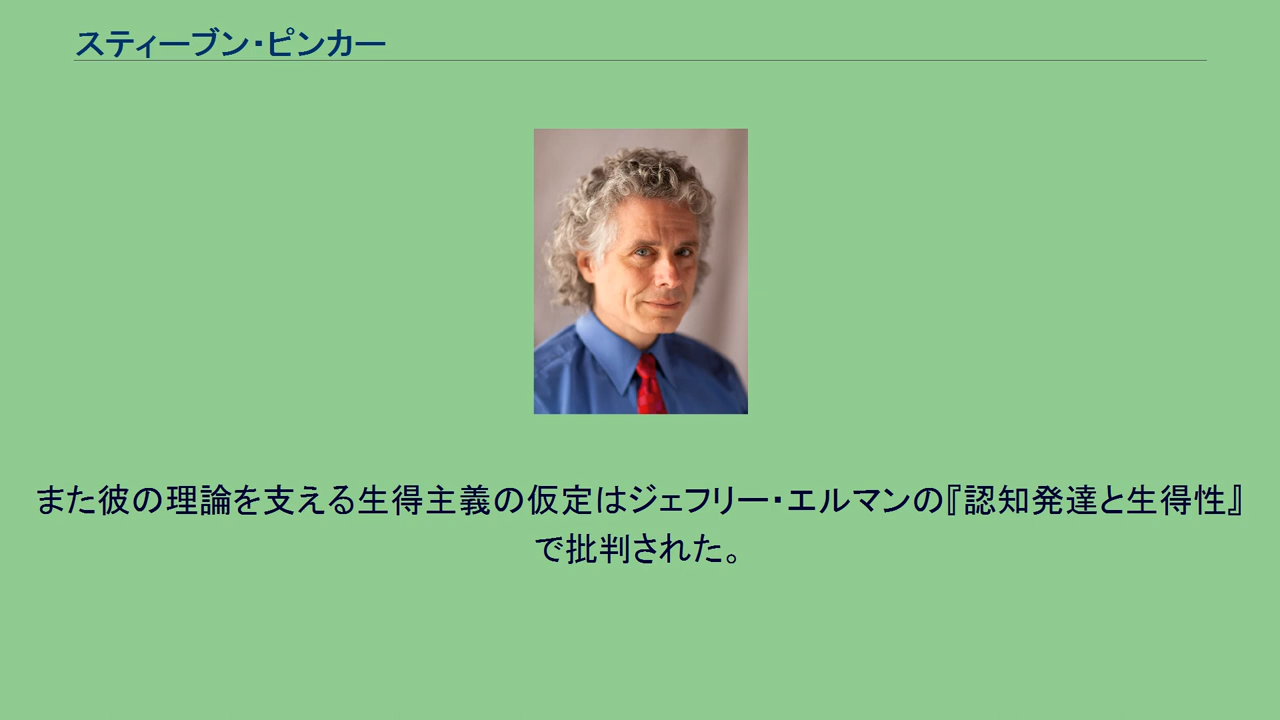 スティーブン・ピンカー
また彼の理論を支える生得主義の仮定はジェフリー・エルマンの『認知発達と生得性』
で批判された。